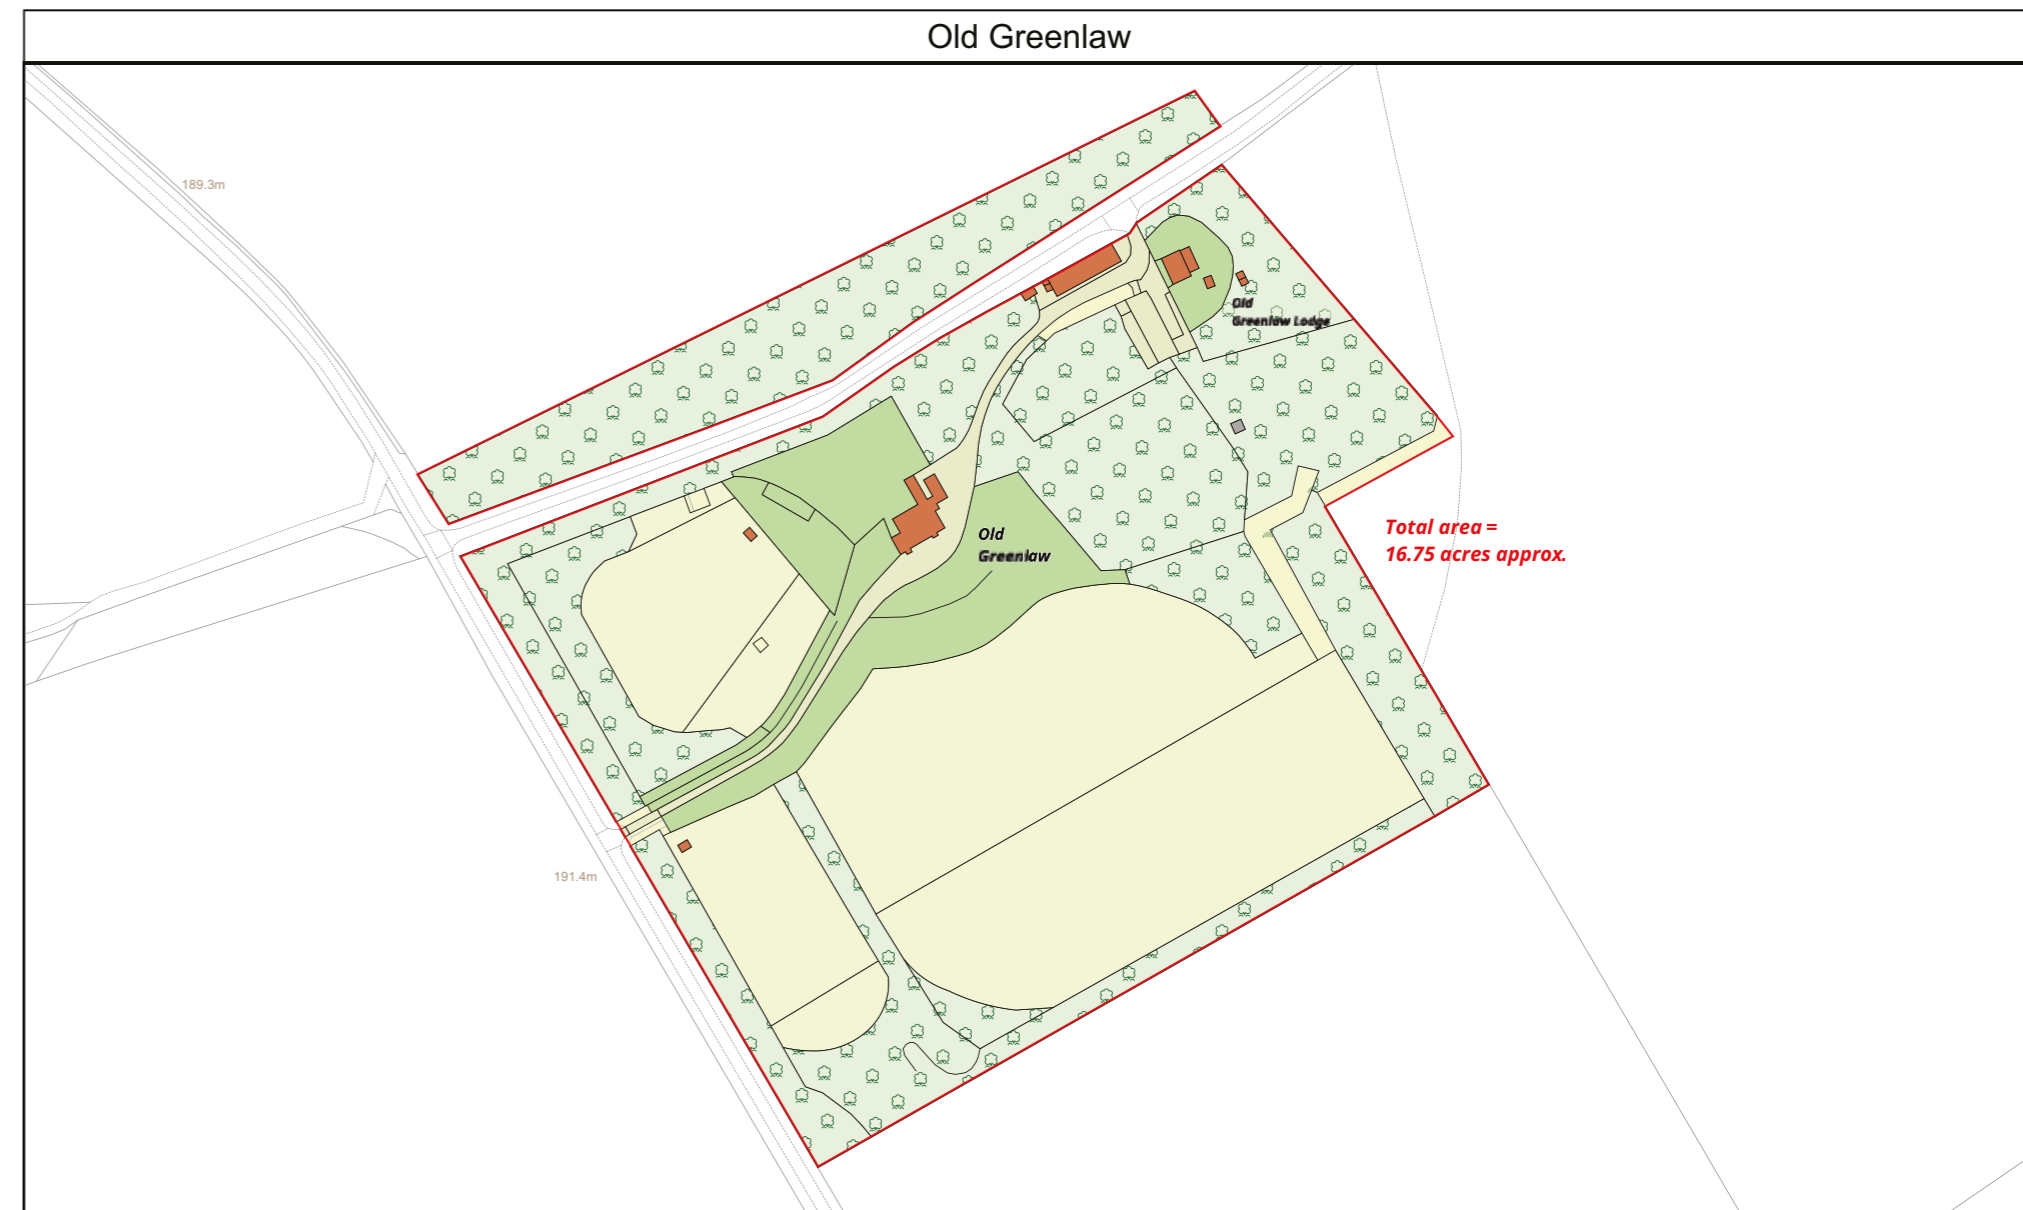 Old Greenlaw
189.3m
Old
Greenlaw Lodge
Old
Greenlaw
Total area =
16.75 acres approx.
191.4m